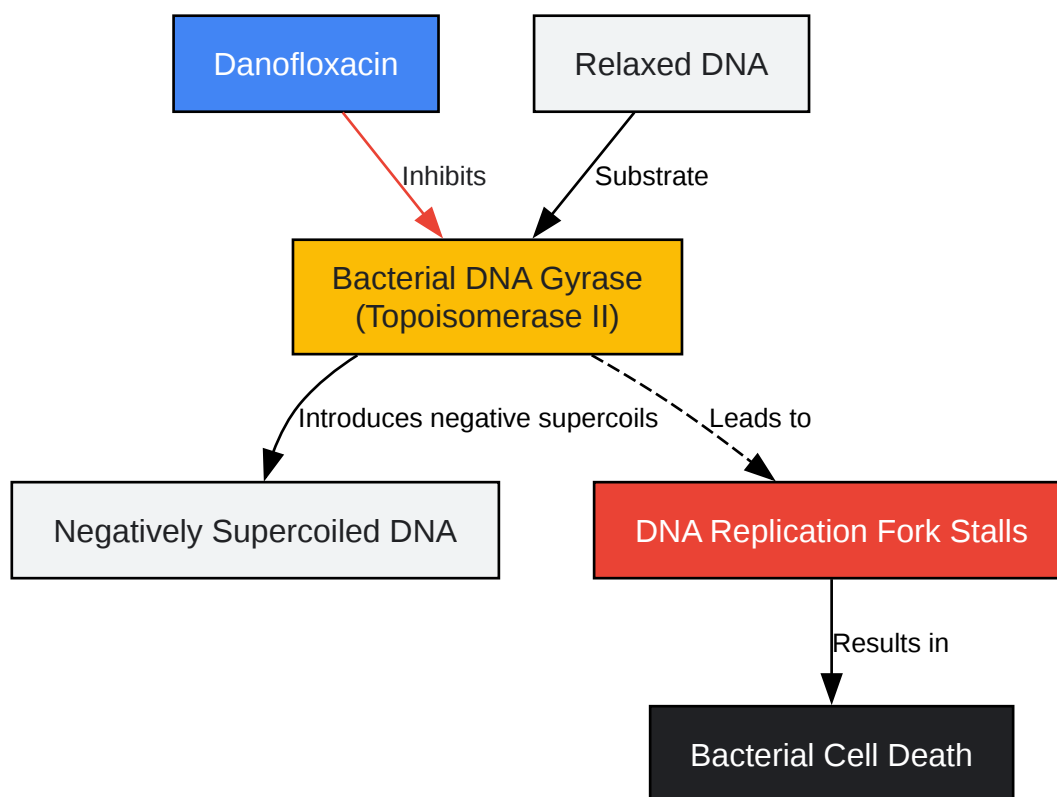 Danofloxacin
Relaxed DNA
Inhibits
Substrate
Bacterial DNA Gyrase
(Topoisomerase II)
Introduces negative supercoils
Leads to
Negatively Supercoiled DNA
DNA Replication Fork Stalls
Results in
Bacterial Cell Death